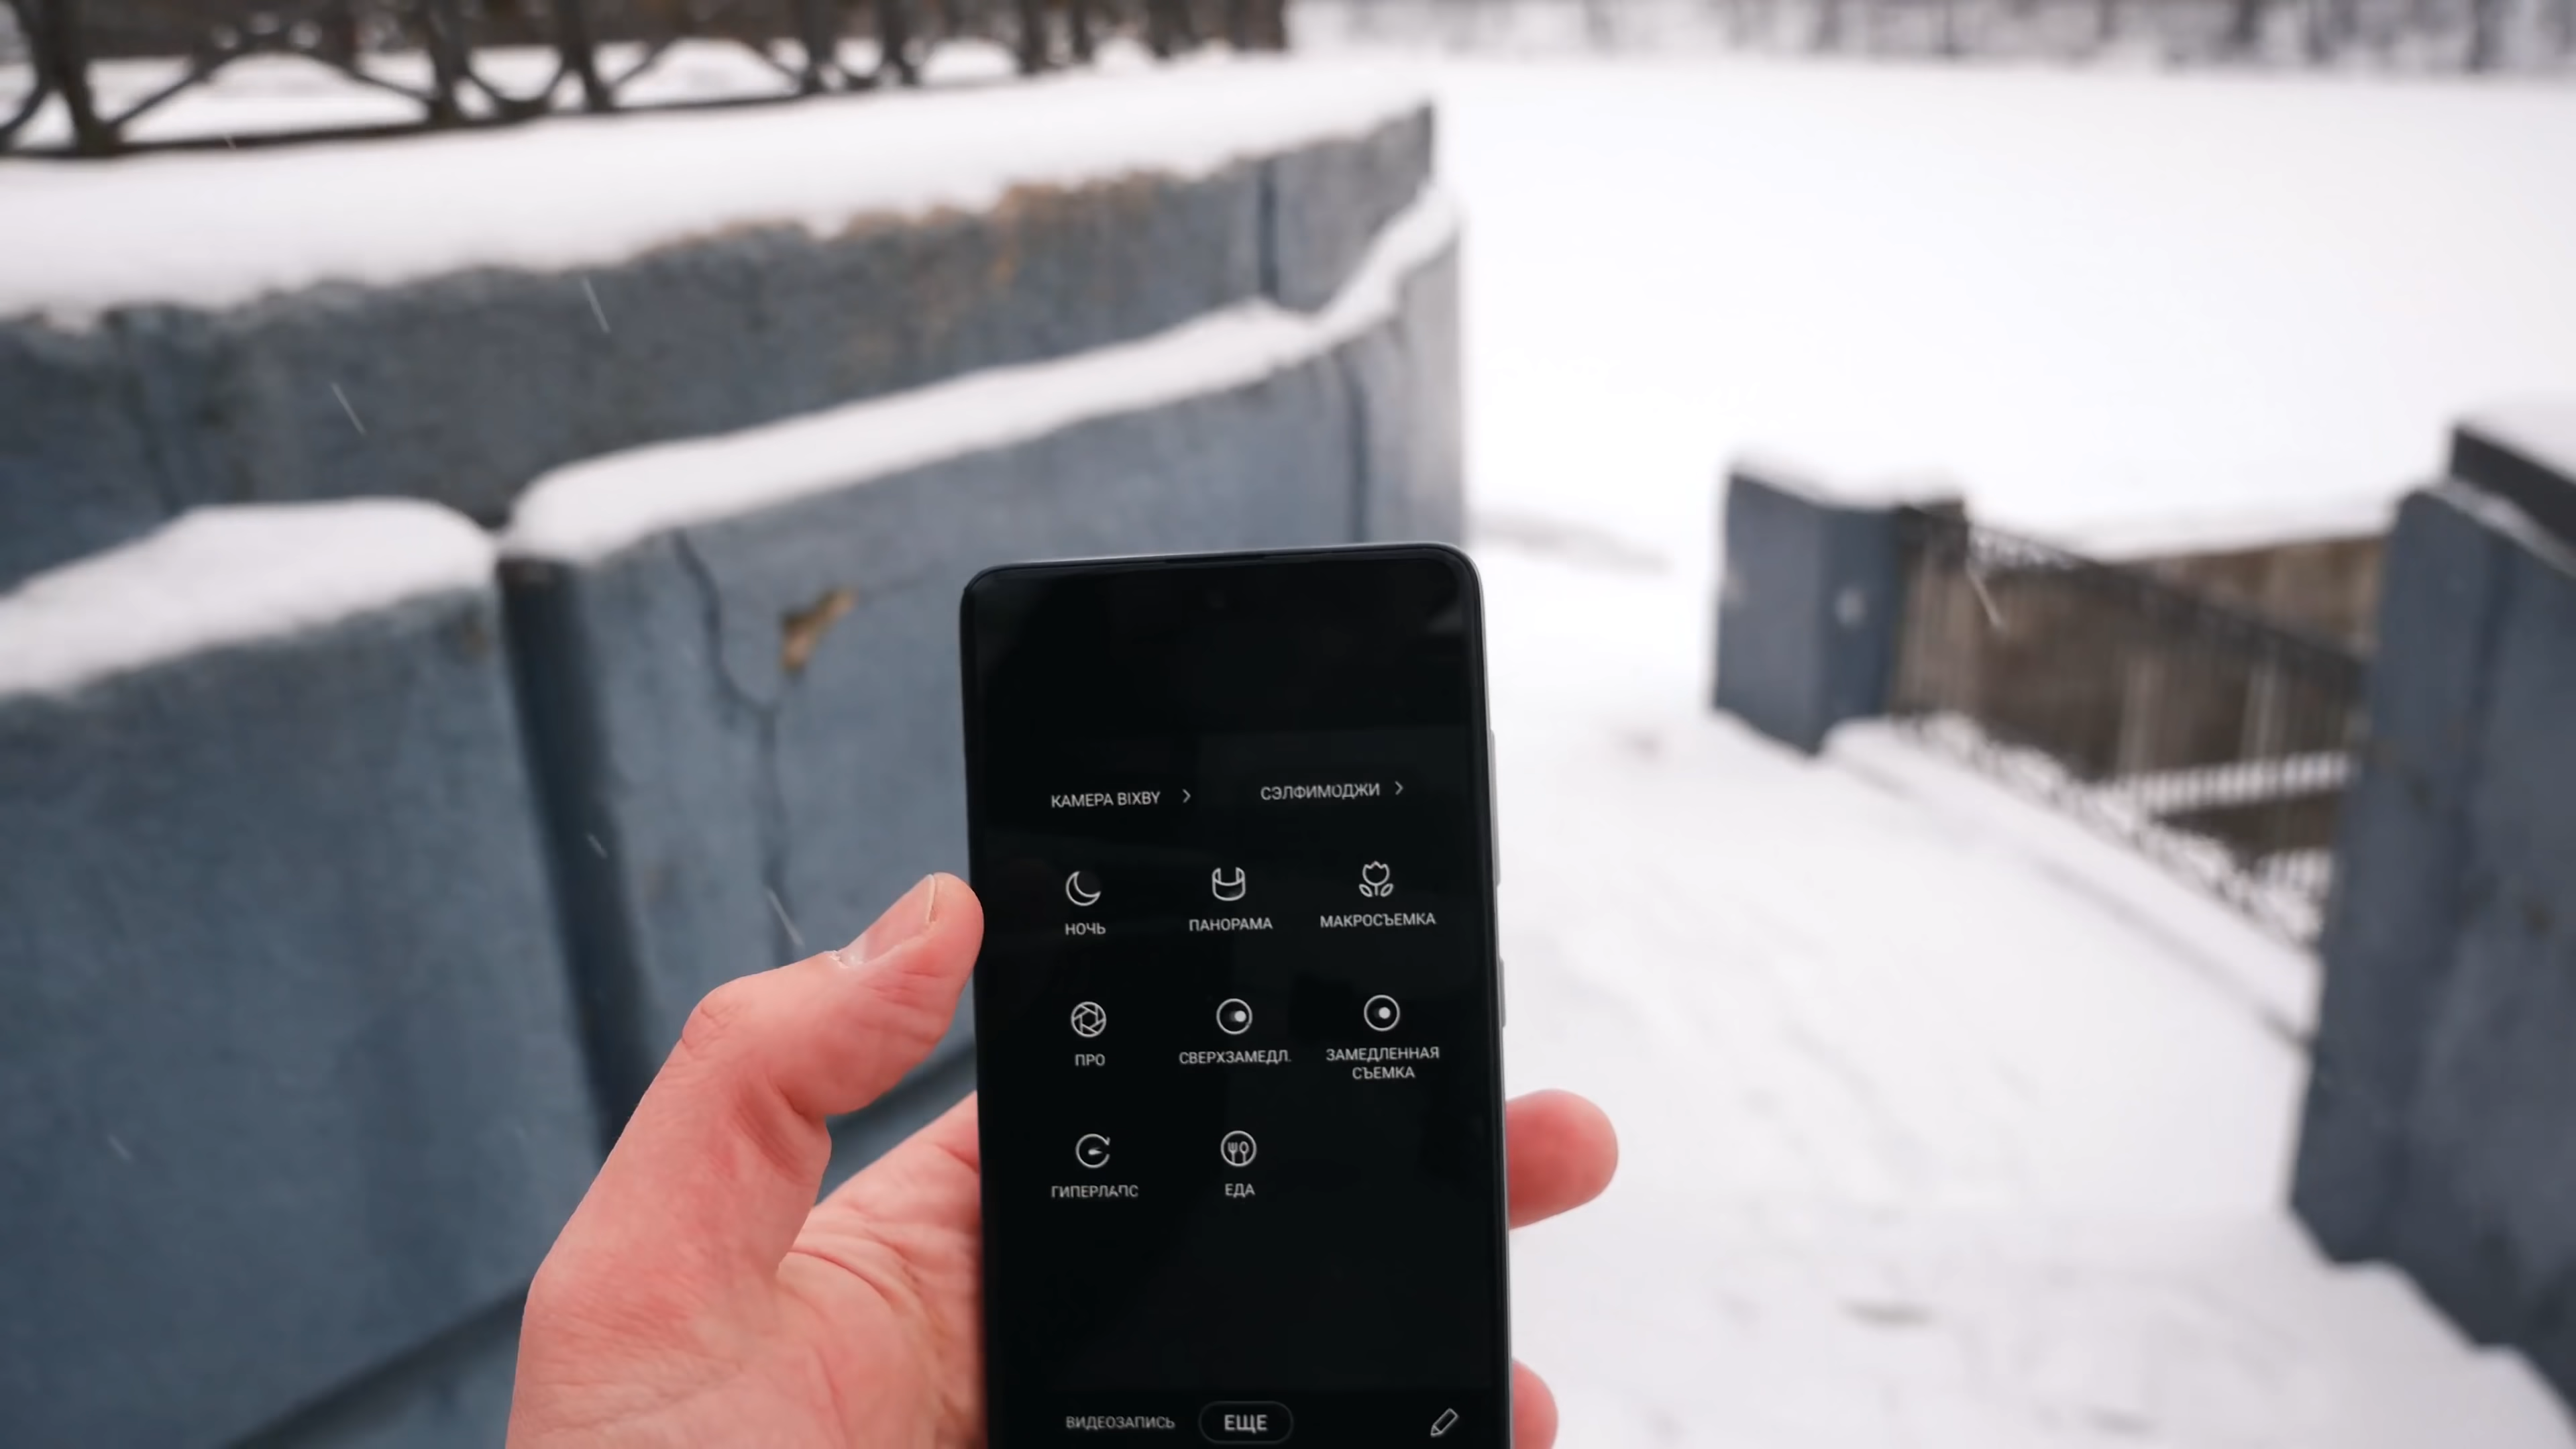 КАМЕРА BIXBY
СЭЛФИМОДЖИ
НОЧЬ
ПАНОРАМА
МАКРОСЪЕМКА
ПРО
СВЕРХЗАМЕДЛ.
ЗАМЕДЛЕННАЯ
СЪЕМКА
ГИПЕРЛАПС
ЕДА
ВИДЕОЗАПИСЬ
ЕЩЕ